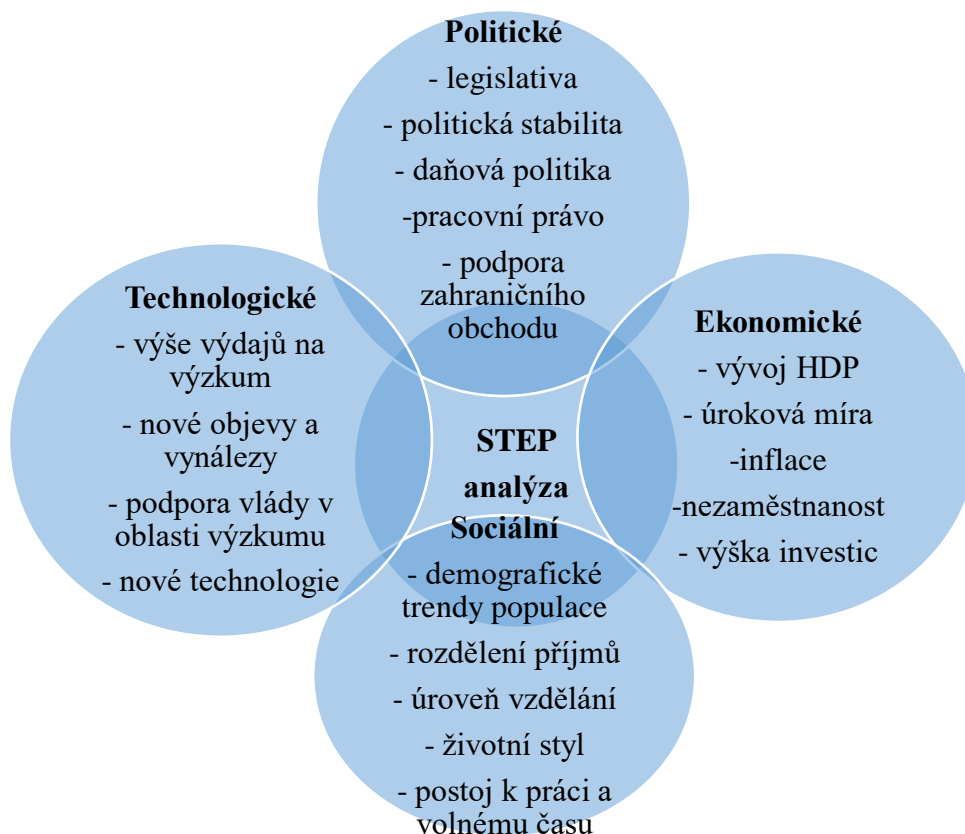 Politické
- legislativa
- politická stabilita
- daňová politika
-pracovní právo
- podpora
zahraničního
obchodu
Technologické
- výše výdajů na
výzkum
- nové objevy a
vynálezy
- podpora vlády v
oblasti výzkumu
- nové technologie
STEP
analýza
Ekonomické
- vývoj HDP
- úroková míra
-inflace
-nezaměstnanost
- výška investic
Sociální
- demografické
trendy populace
- rozdělení příjmů
- úroveň vzdělání
- životní styl
- postoj k práci a
volnému času